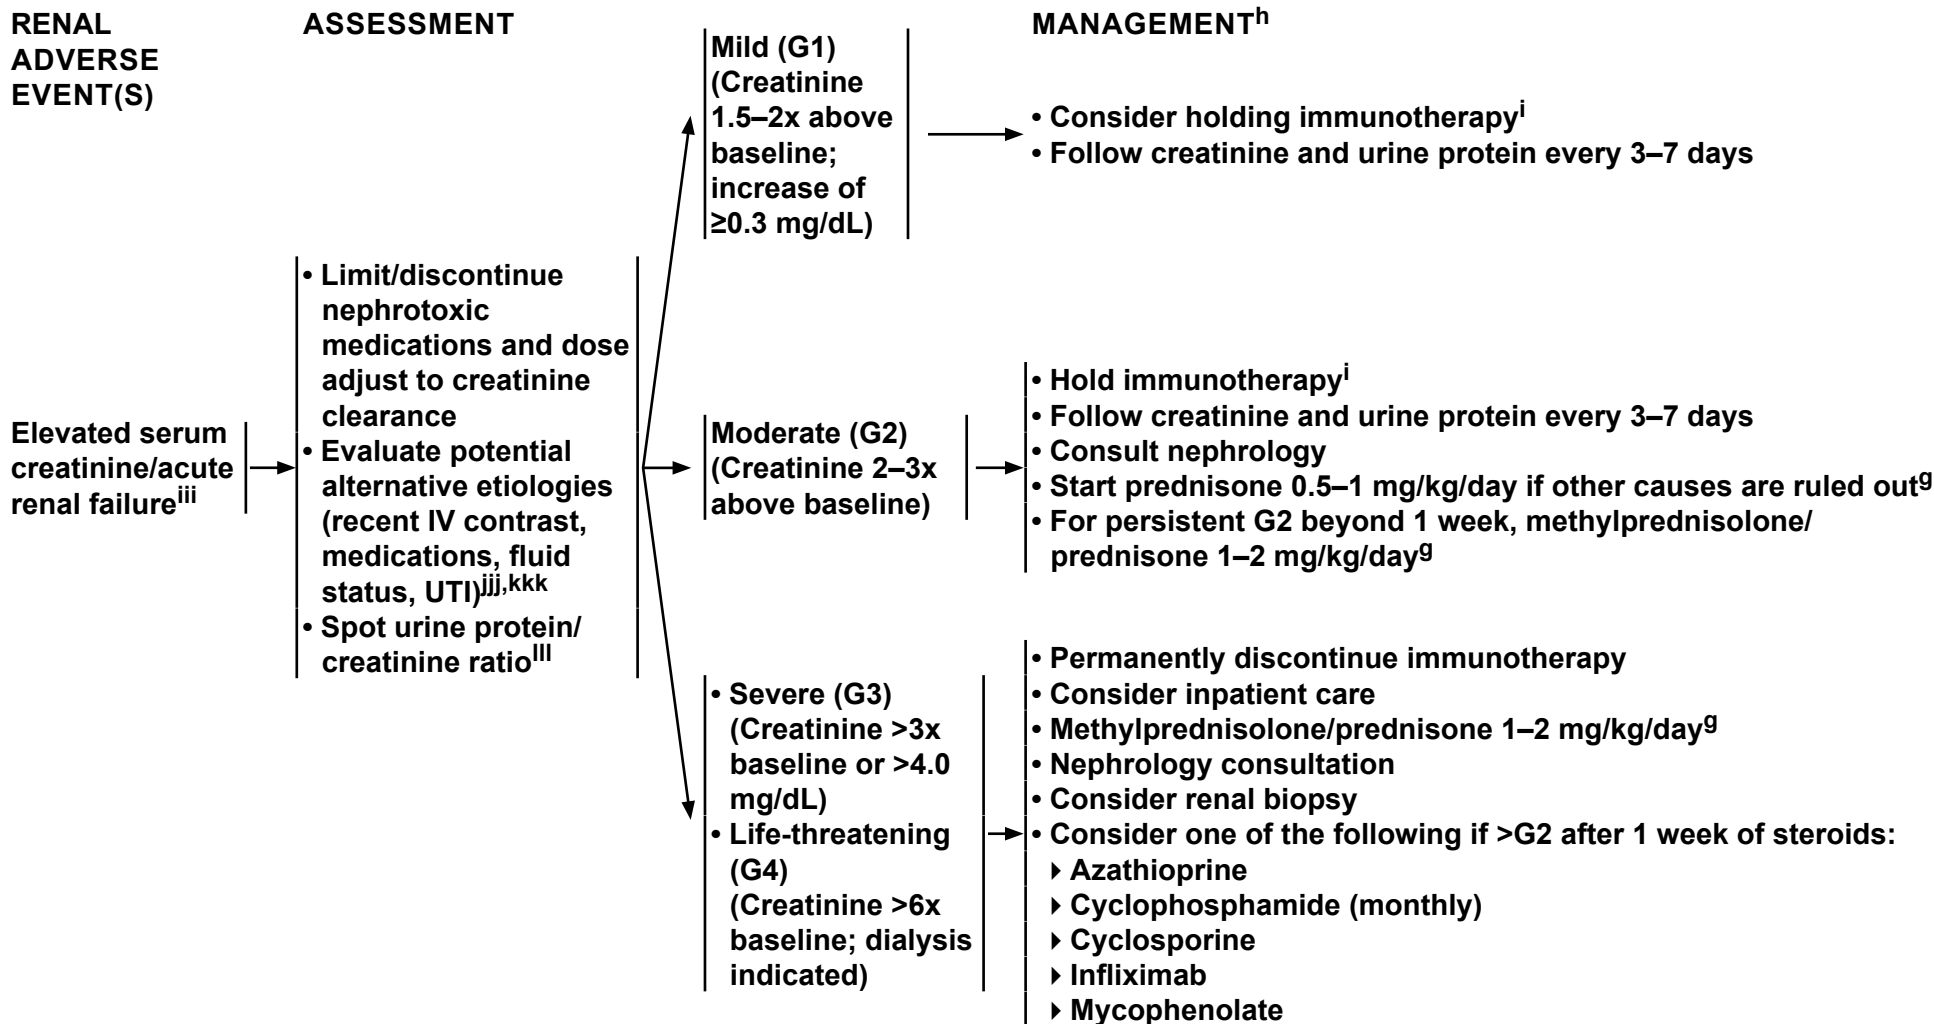 RENAL
ADVERSE
EVENT(S)
ASSESSMENT
MANAGEMENTh
Elevated serum
creatinine/acute
renal failureiii
• Limit/discontinue
nephrotoxic
medications and dose
adjust to creatinine
clearance
• Evaluate potential
alternative etiologies
(recent IV contrast,
medications, fluid
status, UTI)jjj,kkk
• Spot urine protein/
creatinine ratiolll
Mild (G1)
(Creatinine
1.5–2x above
baseline;
increase of
≥0.3 mg/dL)
• Consider holding immunotherapyi
• Follow creatinine and urine protein every 3–7 days
Moderate (G2)
(Creatinine 2–3x
above baseline)
• Hold immunotherapyi
• Follow creatinine and urine protein every 3–7 days
• Consult nephrology
• Start prednisone 0.5–1 mg/kg/day if other causes are ruled outg
• For persistent G2 beyond 1 week, methylprednisolone/
prednisone 1–2 mg/kg/dayg
• Severe (G3)
(Creatinine >3x
baseline or >4.0
mg/dL)
• Life-threatening
(G4)
(Creatinine >6x
baseline; dialysis
indicated)
• Permanently discontinue immunotherapy
• Consider inpatient care
• Methylprednisolone/prednisone 1–2 mg/kg/dayg
• Nephrology consultation
• Consider renal biopsy
• Consider one of the following if >G2 after 1 week of steroids:
▸ Azathioprine
▸ Cyclophosphamide (monthly)
▸ Cyclosporine
▸ Infliximab
▸ Mycophenolate